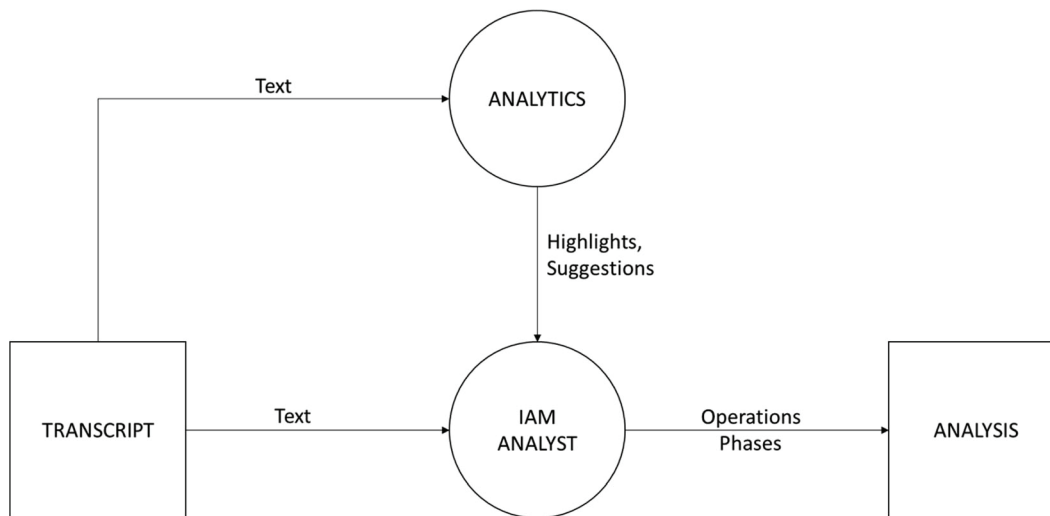 Text
ANALYTICS
Highlights,
Suggestions
TRANSCRIPT
Text
IAM
ANALYST
Operations
Phases
ANALYSIS